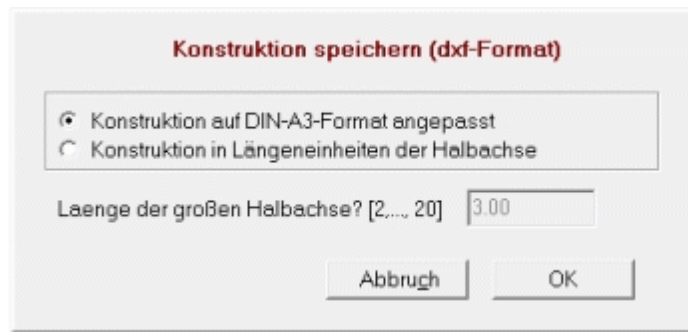 Konstruktion speichern (dxf-Format)
Konstruktion auf DIN-A3-Format angepasst
Konstruktion in Längeneinheiten der Halbachse
Laenge der großen Halbachse? [2,..., 20] 3.00
Abbruch OK